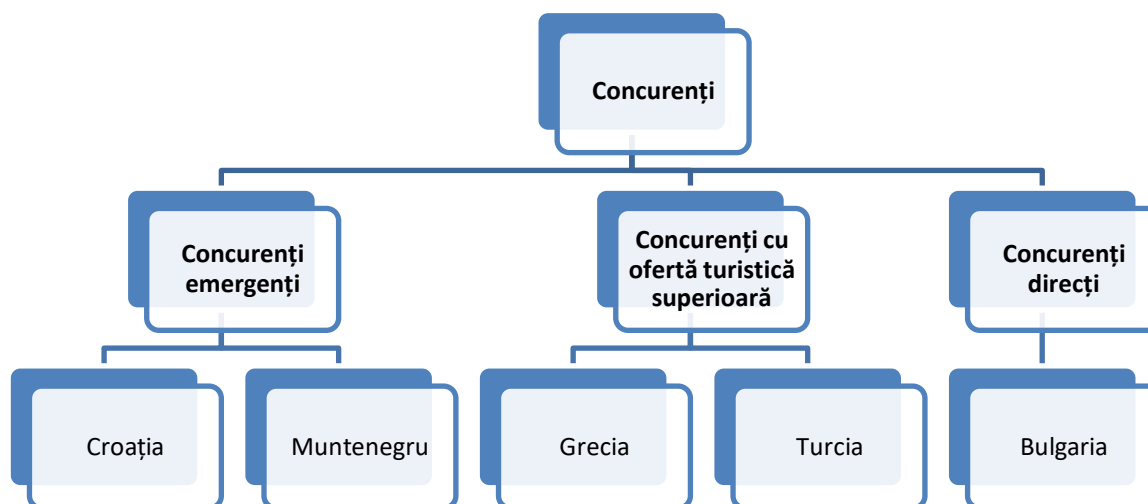 Concurenți
Concurenți
emergenți
Concurenți cu
ofertă turistică
superioară
Concurenți
direcți
Croația
Muntenegru
Grecia
Turcia
Bulgaria